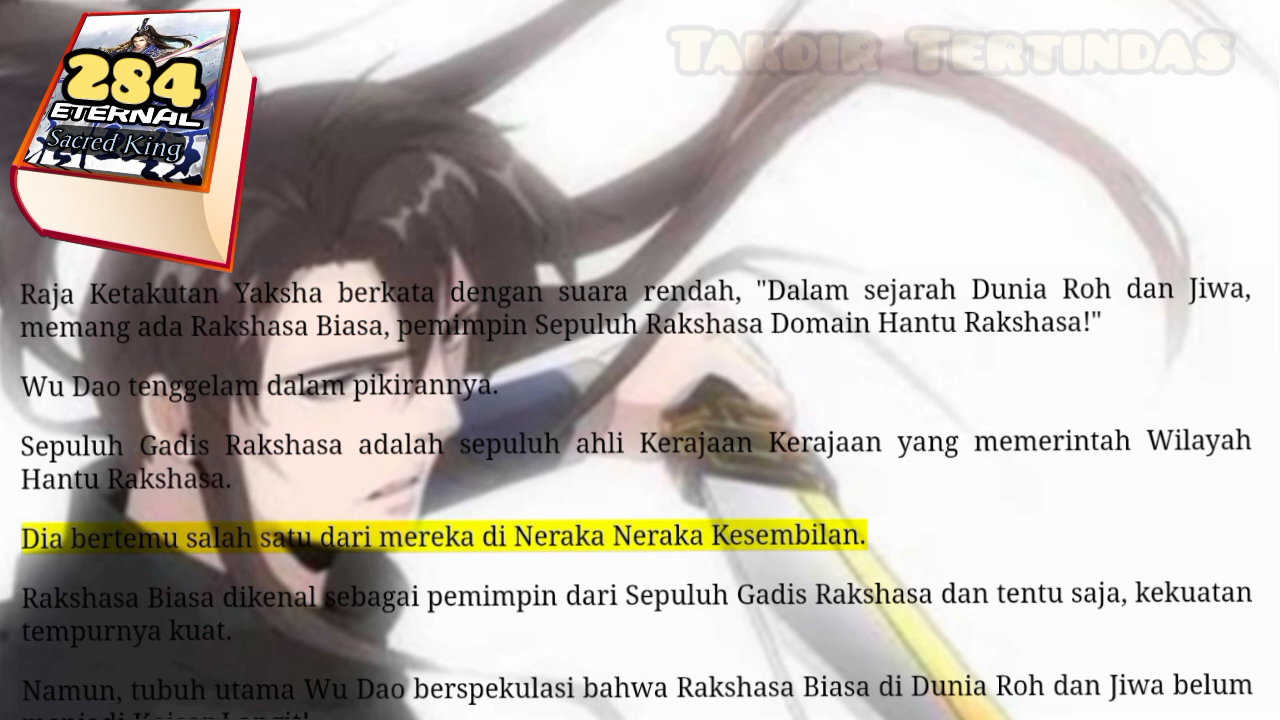 TAKDIR TERTINDAS
284
ETERNAL
Sacred King
Raja Ketakutan Yaksha berkata dengan suara rendah, "Dalam sejarah Dunia Roh dan Jiwa,
memang ada Rakshasa Biasa, pemimpin Sepuluh Rakshasa Domain Hantu Rakshasa!"
Wu Dao tenggelam dalam pikirannya.
Sepuluh Gadis Rakshasa adalah sepuluh ahli Kerajaan Kerajaan yang memerintah Wilayah
Hantu Rakshasa.
Dia bertemu salah satu dari mereka di Neraka Neraka Kesembilan.
Rakshasa Biasa dikenal sebagai pemimpin dari Sepuluh Gadis Rakshasa dan tentu saja, kekuatan
tempurnya kuat.
Namun, tubuh utama Wu Dao berspekulasi bahwa Rakshasa Biasa di Dunia Roh dan Jiwa belum
menjadi Kaisar Langit!